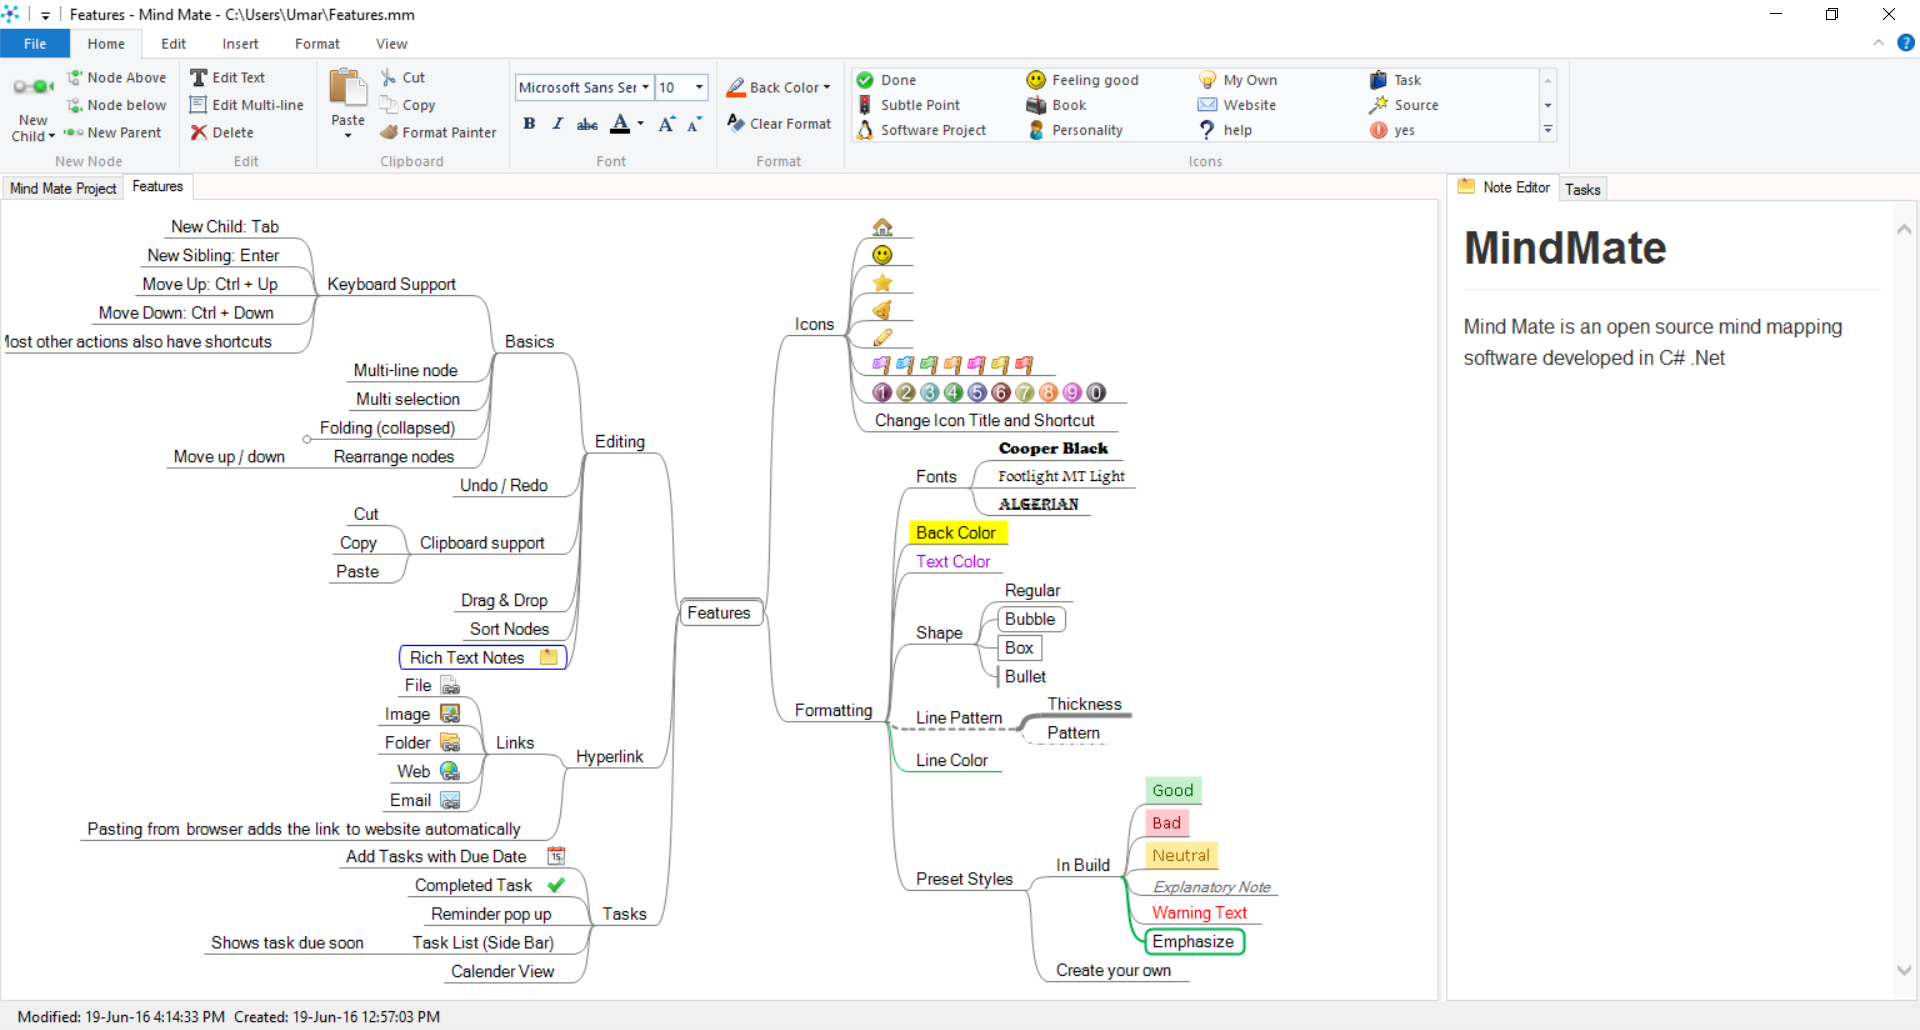 Features - Mind Mate - C:\Users\Umar\Features.mm
File Home Edit Insert Format View
New Child
Node Above
Node below
New Parent
New Node
Edit Text
Edit Multi-line
Delete
Edit
Paste
Cut
Copy
Format Painter
Clipboard
Microsoft Sans Ser 10
B I abc A A A
Font
Back Color
Clear Format
Format
Done Feeling good My Own Task
Subtle Point Book Website Source
Software Project Personality help yes
Icons
Mind Mate Project Features
Note Editor Tasks
New Child: Tab
New Sibling: Enter
Move Up: Ctrl + Up
Move Down: Ctrl + Down
ost other actions also have shortcuts
Keyboard Support
Multi-line node
Multi selection
Folding (collapsed)
Move up / down
Rearrange nodes
Basics
Undo / Redo
Cut
Copy
Paste
Clipboard support
Drag & Drop
Sort Nodes
Rich Text Notes
Editing
File
Image
Folder
Web
Email
Links
Pasting from browser adds the link to website automatically
Hyperlink
Add Tasks with Due Date
15
Completed Task
Reminder pop up
Shows task due soon
Task List (Side Bar)
Calender View
Tasks
Features
Icons
1 2 3 4 5 6 7 8 9 0
Change Icon Title and Shortcut
Formatting
Fonts
Cooper Black
Footlight MT Light
ALGERIAN
Back Color
Text Color
Shape
Regular
Bubble
Box
Bullet
Line Pattern
Thickness
Pattern
Line Color
Preset Styles
In Build
Good
Bad
Neutral
Explanatory Note
Warning Text
Emphasize
Create your own
MindMate
Mind Mate is an open source mind mapping
software developed in C# .Net
Modified: 19-Jun-16 4:14:33 PM Created: 19-Jun-16 12:57:03 PM